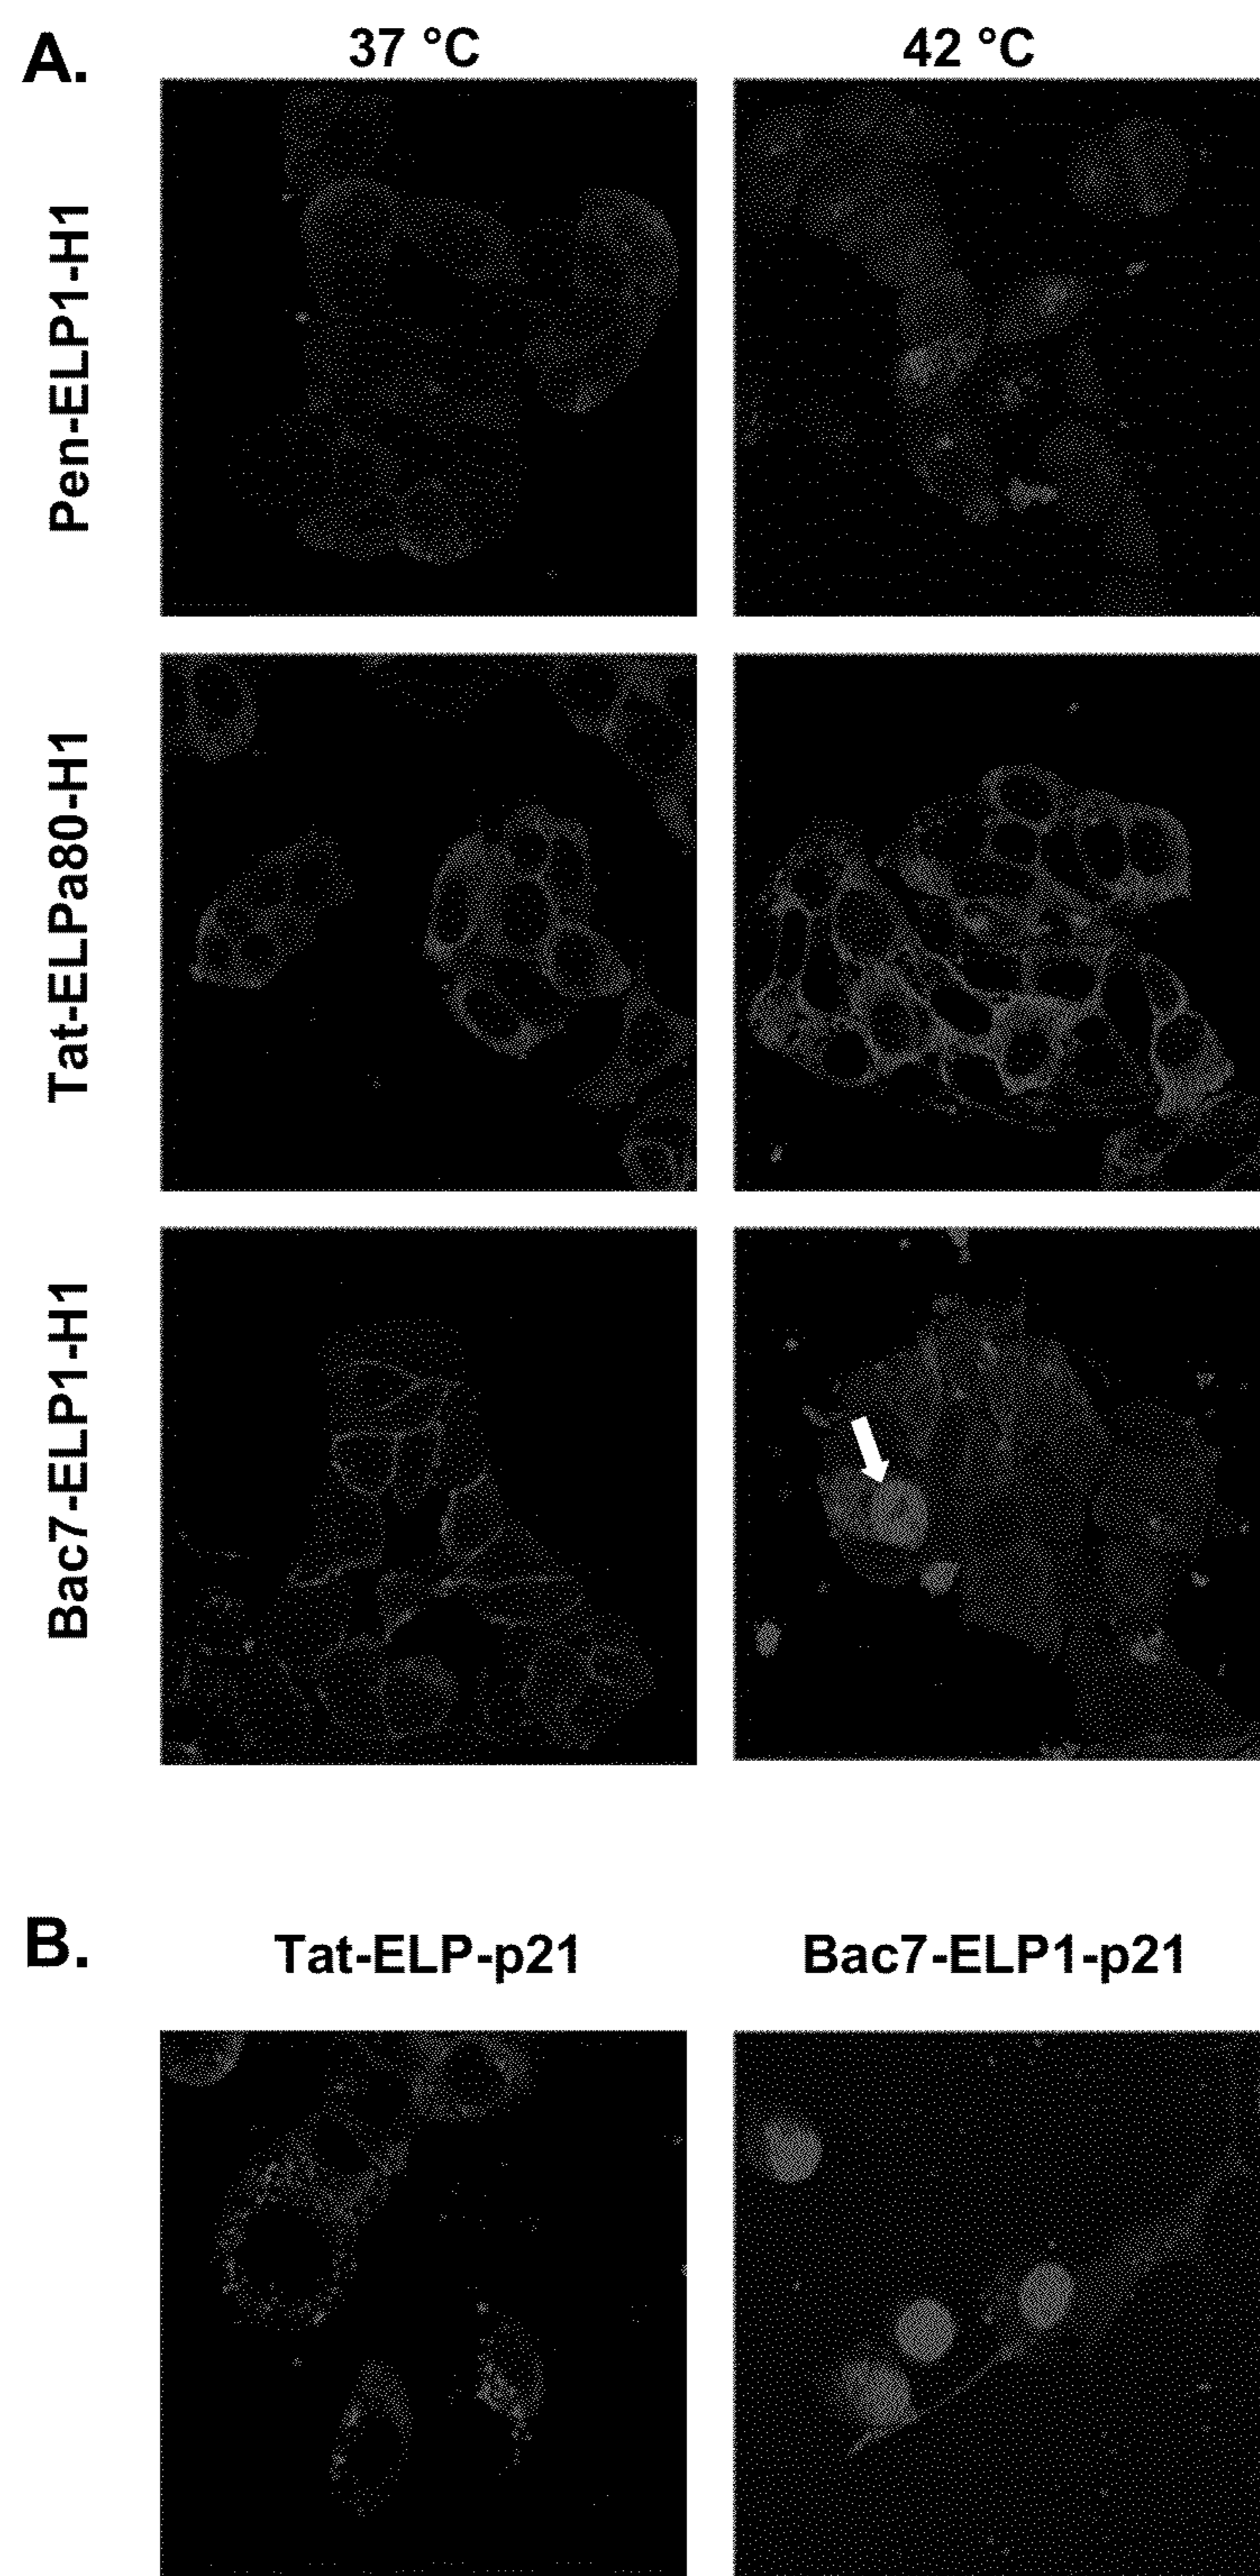 A.
37 °C
42 °C
Pen-ELP1-H1
Tat-ELPa80-H1
Bac7-ELP1-H1
B.
Tat-ELP-p21
Bac7-ELP1-p21